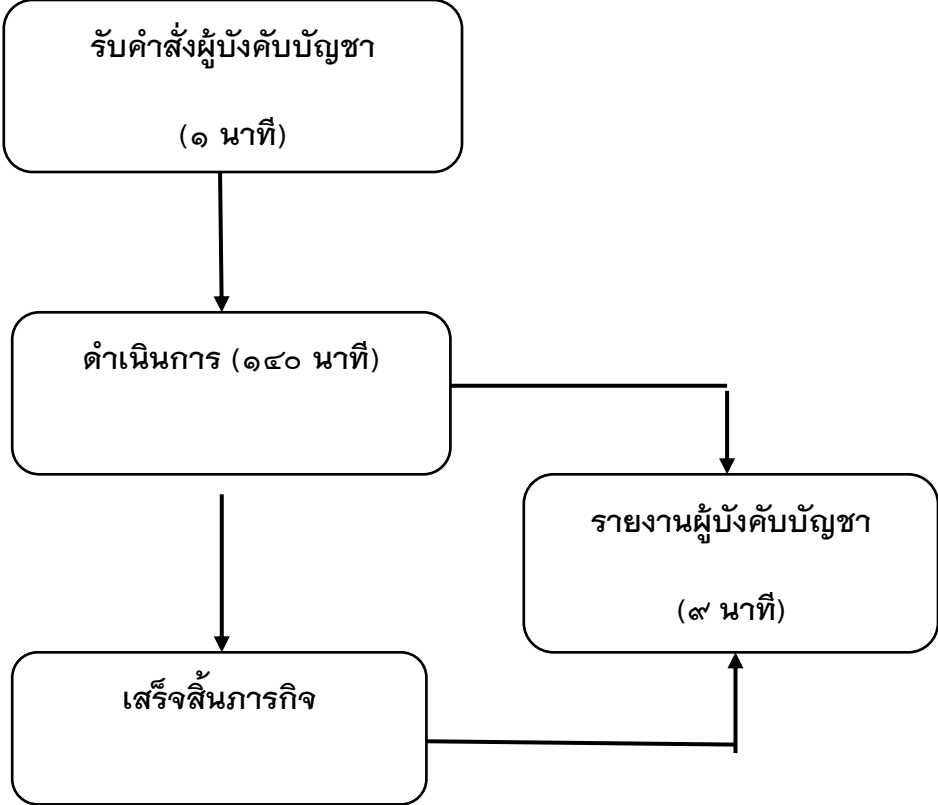 รับคำสั่งผู้บังคับบัญชา
(๑ นาที)
ดำเนินการ (๑๔๐ นาที)
รายงานผู้บังคับบัญชา
(๙ นาที)
เสร็จสิ้นภารกิจ